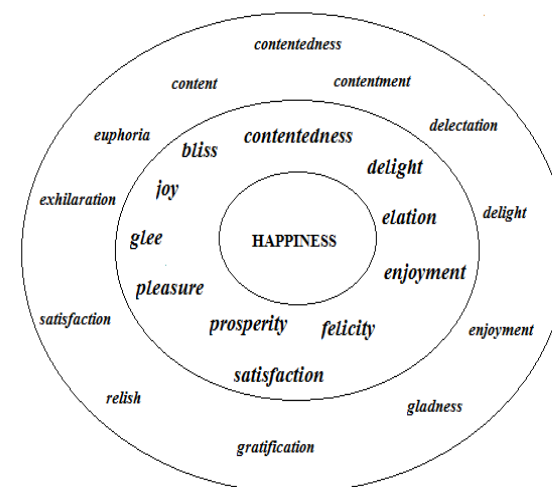 contentedness
content
contentment
euphoria
contentedness
delectation
bliss
delight
joy
exhilaration
elation
delight
glee
HAPPINESS
pleasure
enjoyment
satisfaction
prosperity
felicity
enjoyment
satisfaction
relish
gladness
gratification